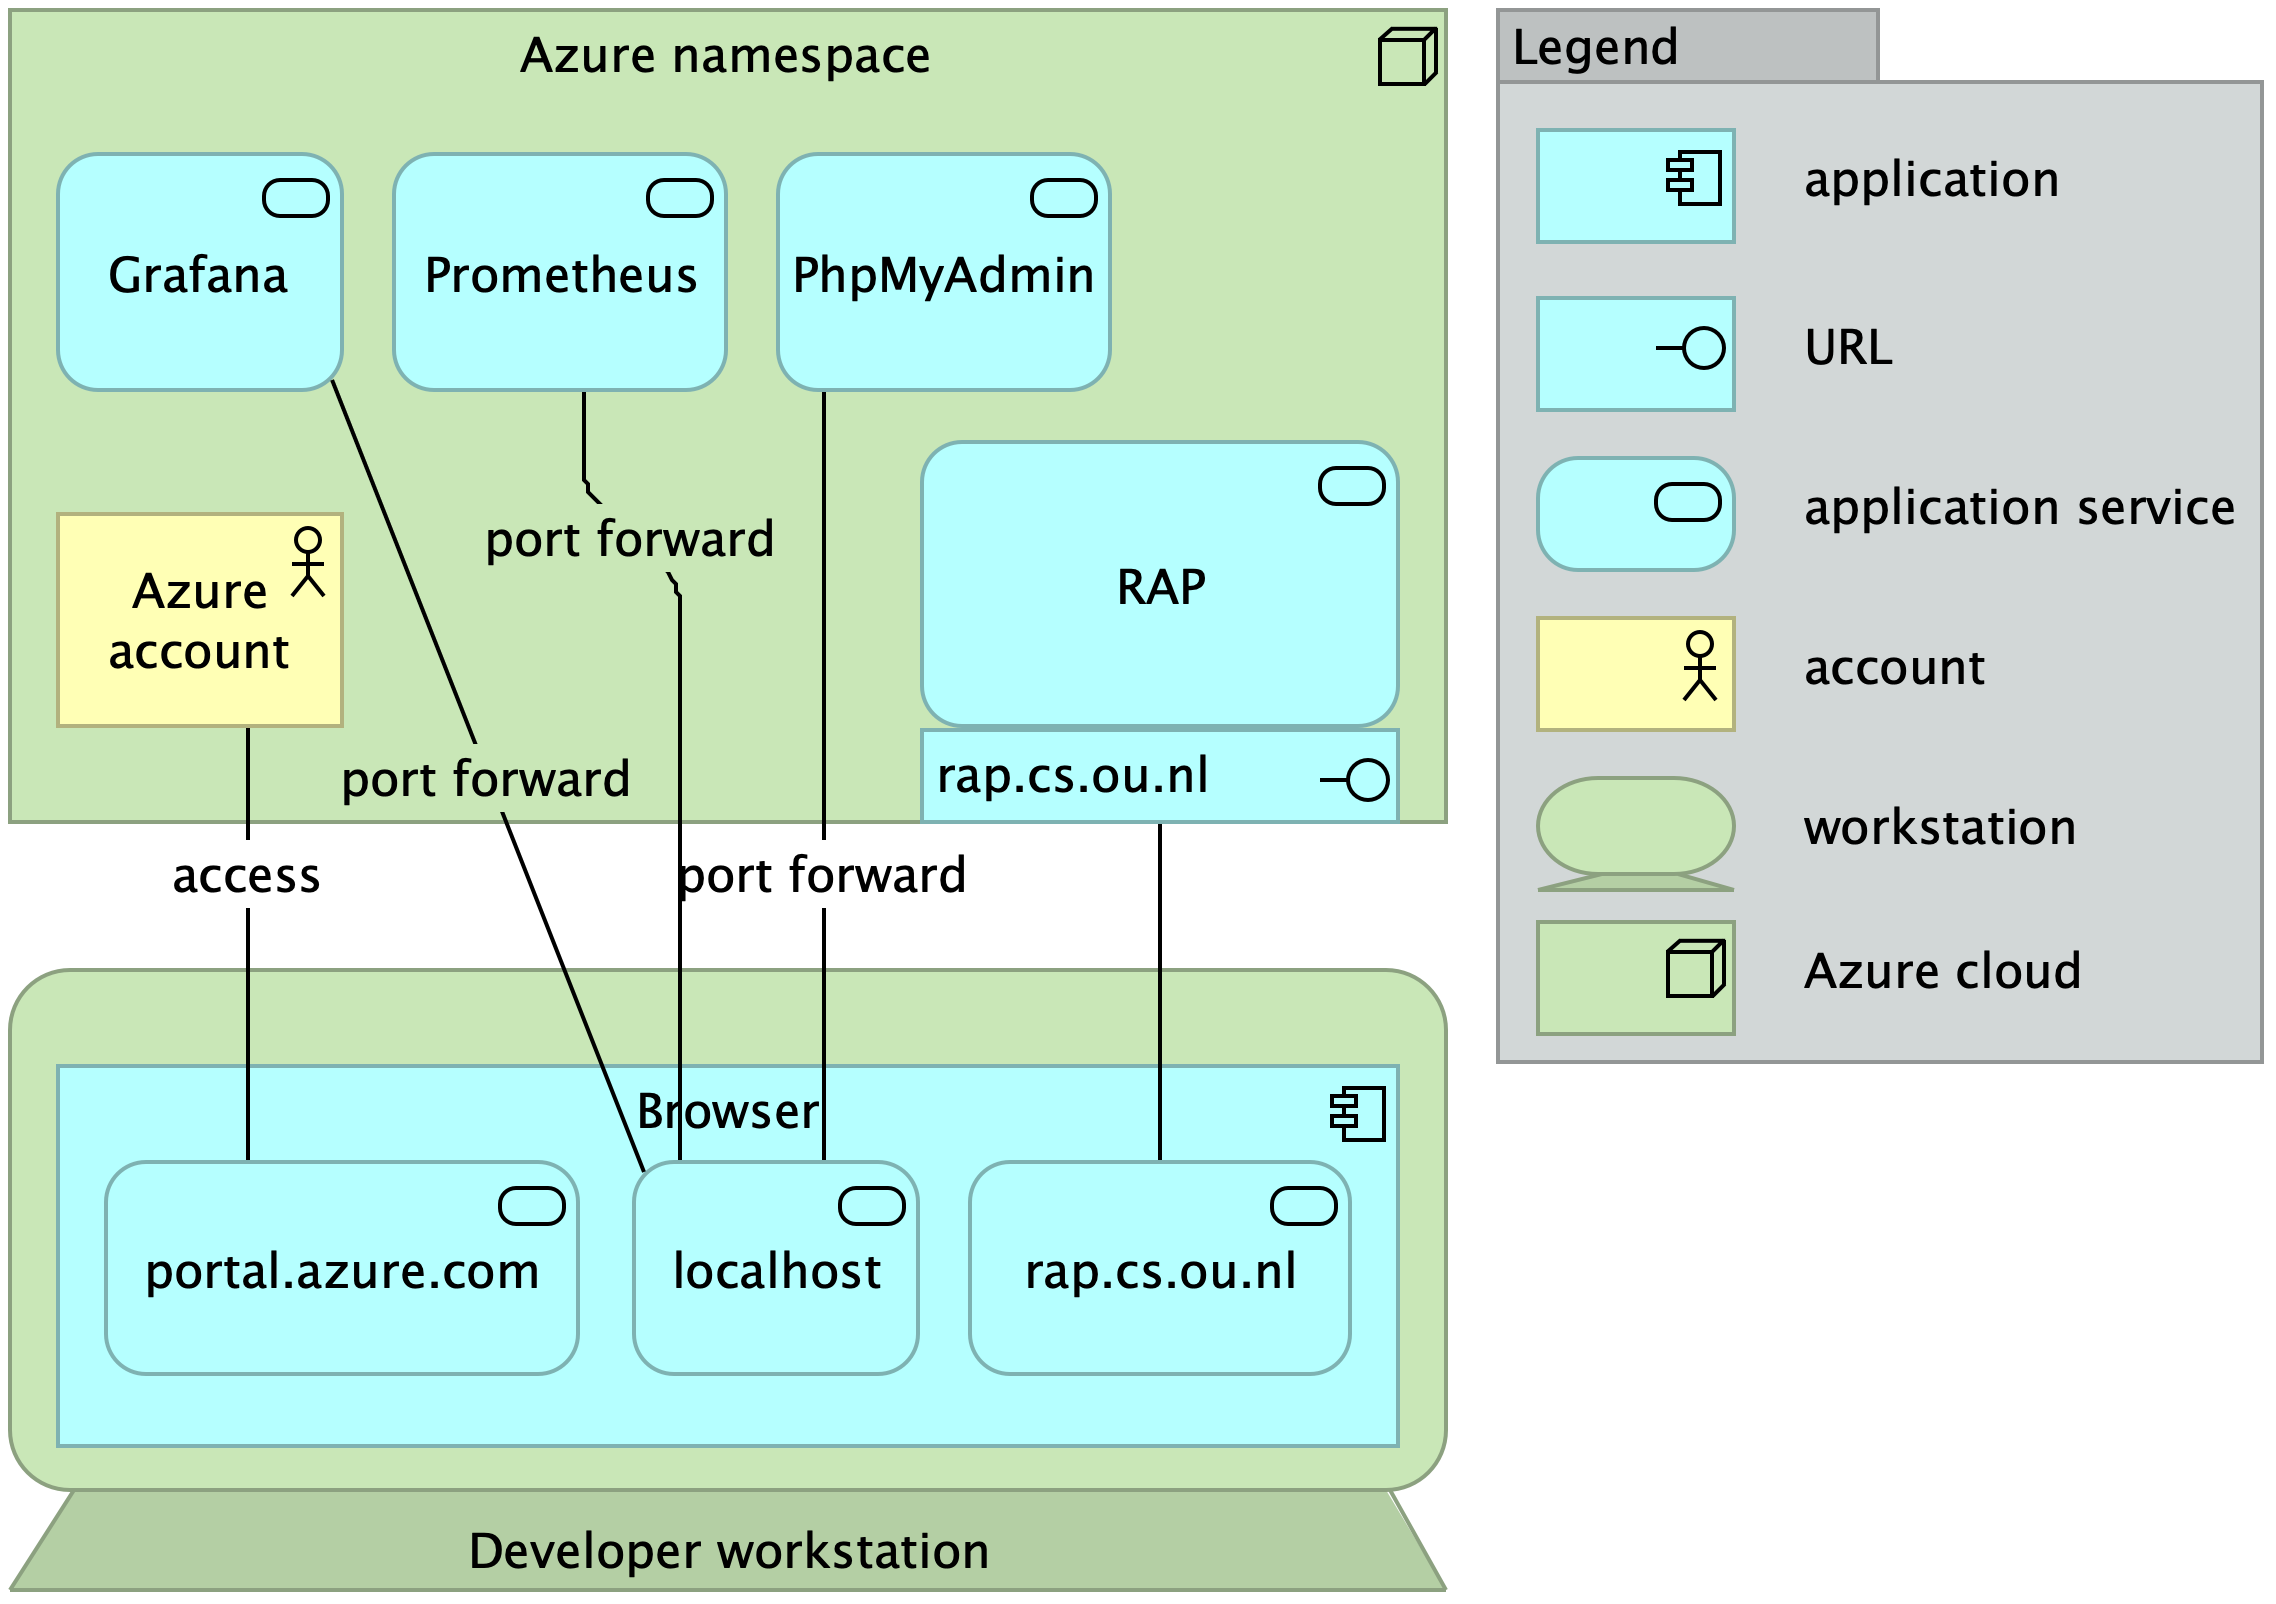 Azure namespace
Grafana
Prometheus
PhpMyAdmin
port forward
RAP
Azure
account
port forward
rap.cs.ou.nl
access
port forward
Browser
portal.azure.com
localhost
rap.cs.ou.nl
Developer workstation
Legend
application
URL
application service
account
workstation
Azure cloud